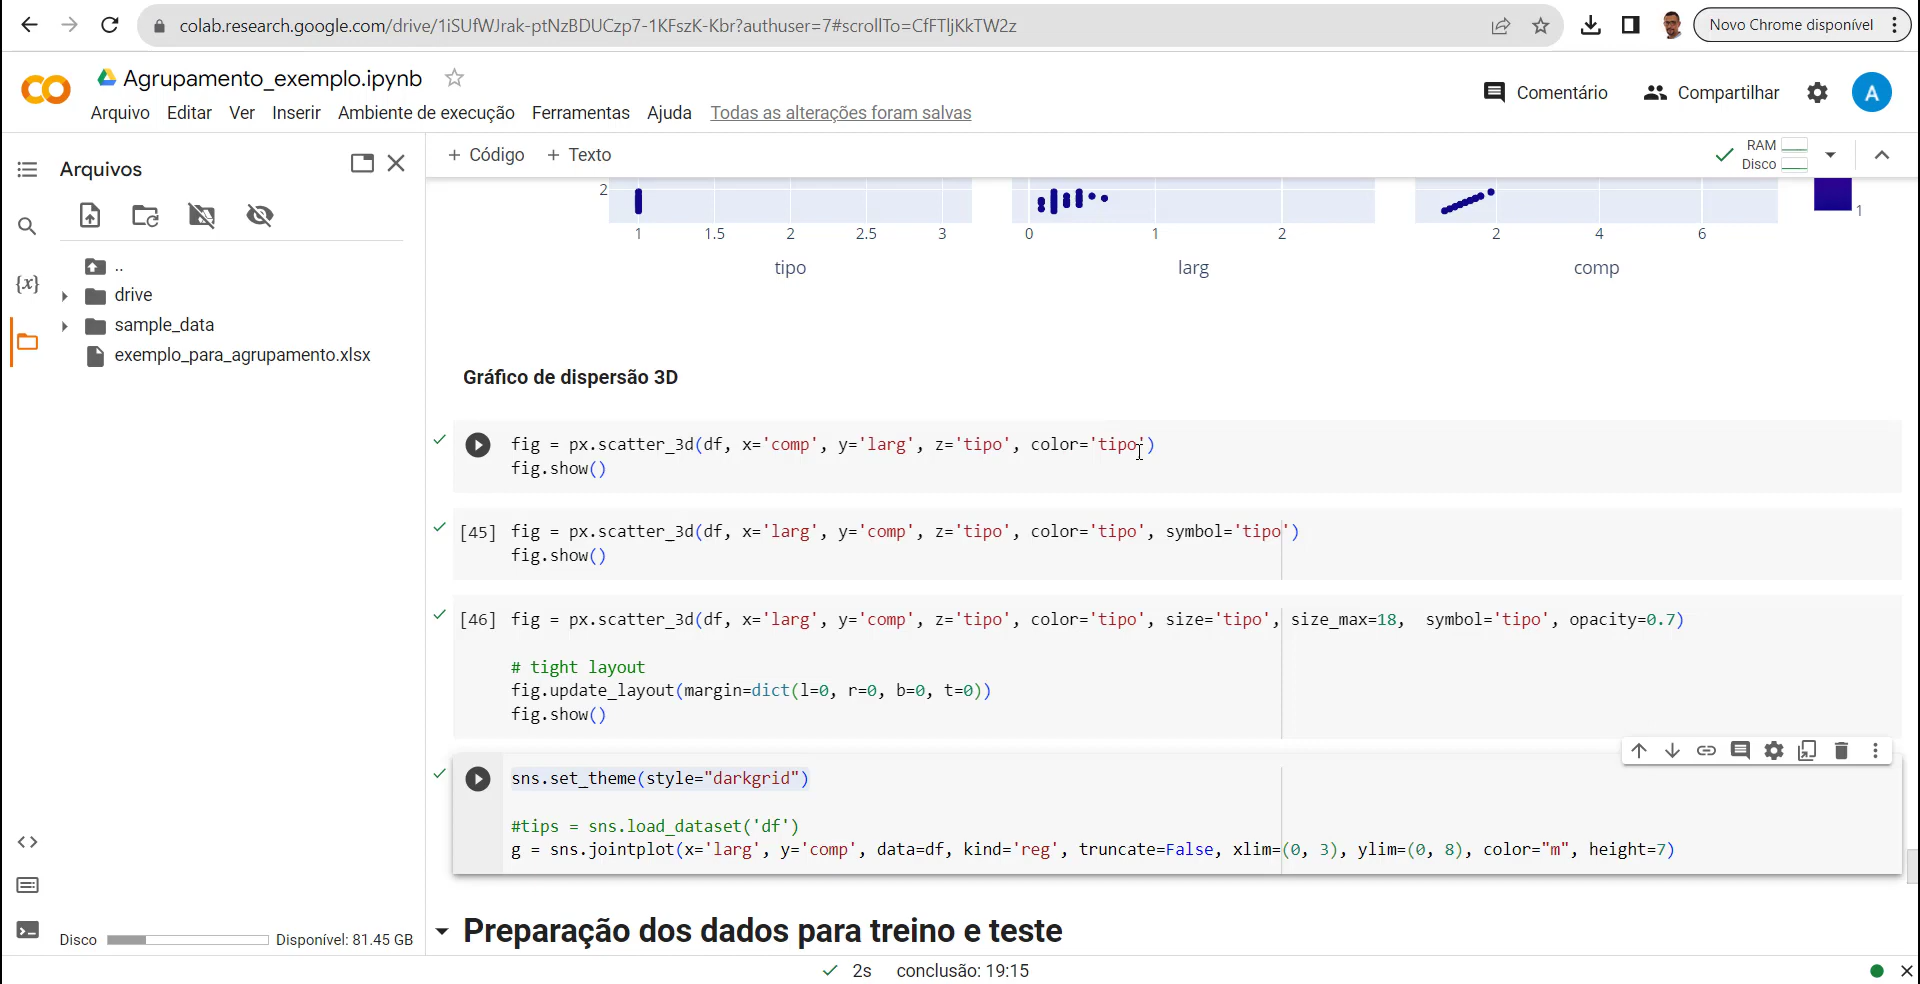 colab.research.google.com/drive/1iSUfWJrak-ptNzBDUCzp7-1KFszK-Kbr?authuser=7#scrollTo=CfFTljKkTW2z
Novo Chrome disponível
Agrupamento_exemplo.ipynb
Comentário
Compartilhar
A
Arquivo Editar Ver Inserir Ambiente de execução Ferramentas Ajuda Todas as alterações foram salvas
Arquivos
+ Código + Texto
RAM
Disco
2
1
1 1.5 2 2.5 3
0 1 2
2 4 6
tipo
larg
comp
{x}
..
drive
sample_data
exemplo_para_agrupamento.xlsx
Gráfico de dispersão 3D
fig = px.scatter_3d(df, x='comp', y='larg', z='tipo', color='tipo')
fig.show()
[45] fig = px.scatter_3d(df, x='larg', y='comp', z='tipo', color='tipo', symbol='tipo')
fig.show()
[46] fig = px.scatter_3d(df, x='larg', y='comp', z='tipo', color='tipo', size='tipo', size_max=18,  symbol='tipo', opacity=0.7)
# tight layout
fig.update_layout(margin=dict(l=0, r=0, b=0, t=0))
fig.show()
sns.set_theme(style="darkgrid")
#tips = sns.load_dataset('df')
g = sns.jointplot(x='larg', y='comp', data=df, kind='reg', truncate=False, xlim=(0, 3), ylim=(0, 8), color="m", height=7)
Preparação dos dados para treino e teste
Disco
Disponível: 81.45 GB
2s conclusão: 19:15